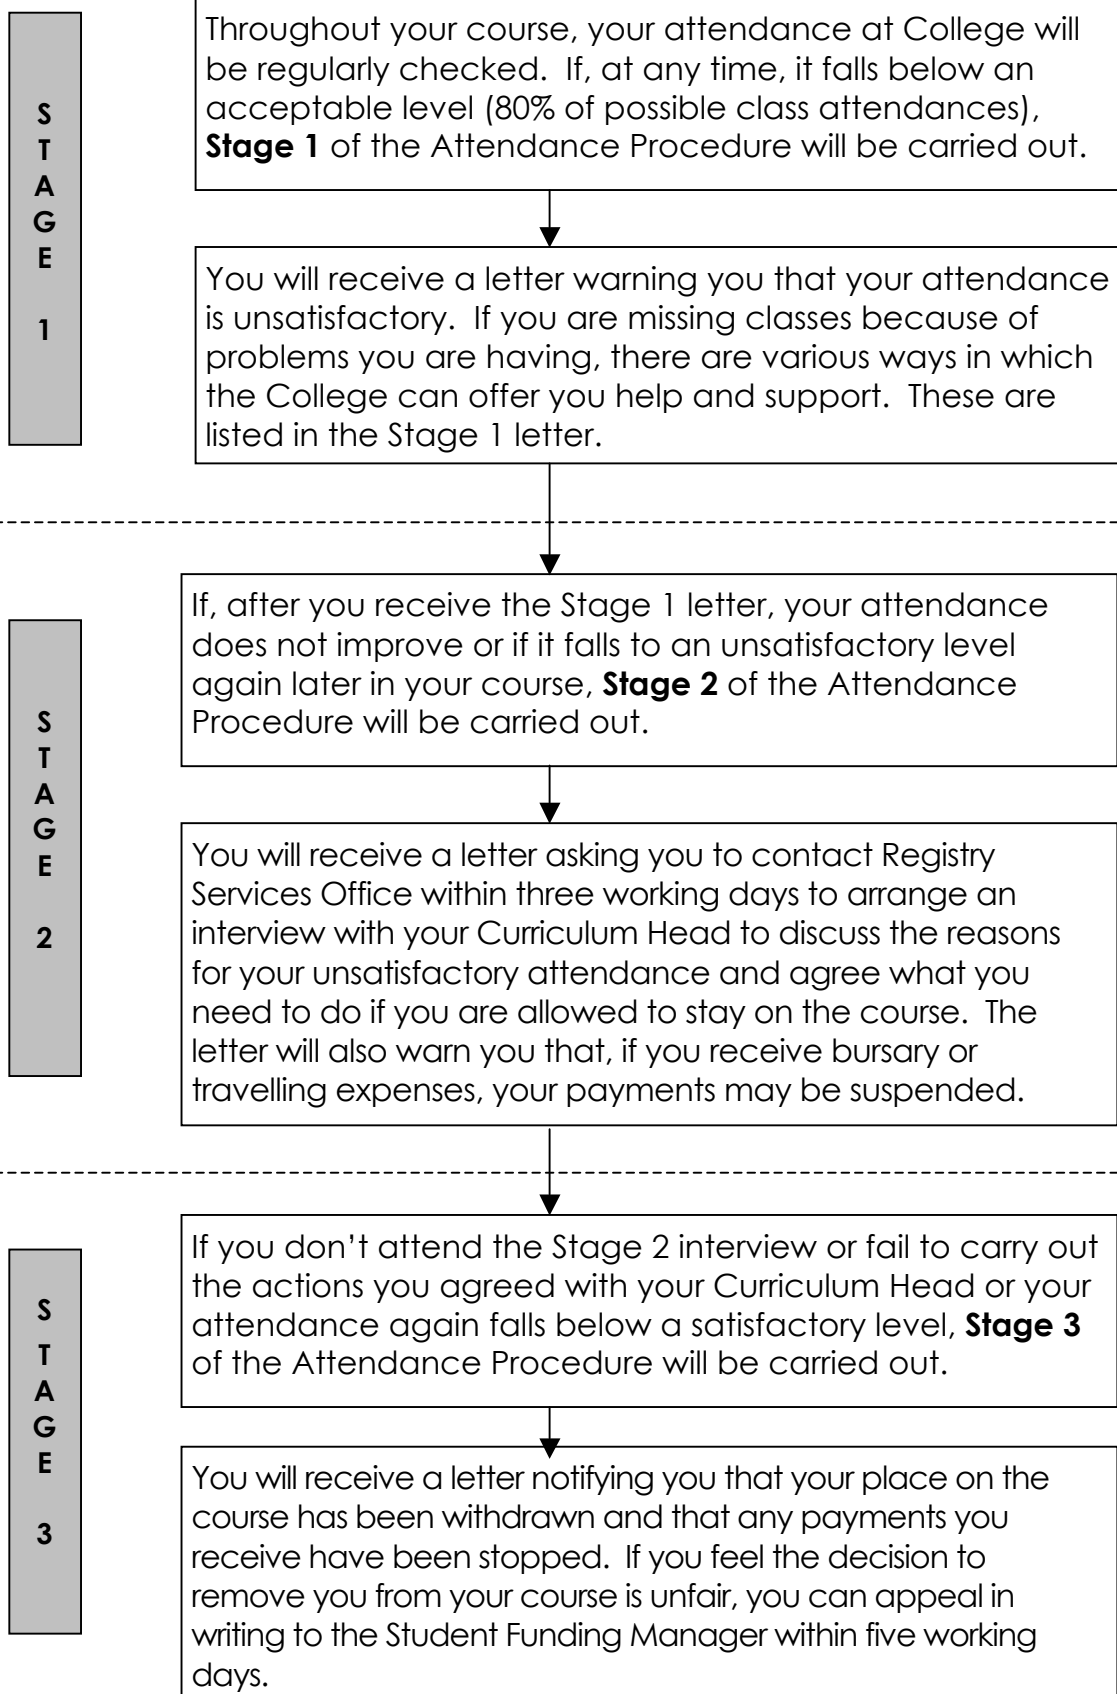 STAGE 1
Throughout your course, your attendance at College will
be regularly checked.  If, at any time, it falls below an
acceptable level (80% of possible class attendances),
Stage 1 of the Attendance Procedure will be carried out.
You will receive a letter warning you that your attendance
is unsatisfactory.  If you are missing classes because of
problems you are having, there are various ways in which
the College can offer you help and support.  These are
listed in the Stage 1 letter.
STAGE 2
If, after you receive the Stage 1 letter, your attendance
does not improve or if it falls to an unsatisfactory level
again later in your course, Stage 2 of the Attendance
Procedure will be carried out.
You will receive a letter asking you to contact Registry
Services Office within three working days to arrange an
interview with your Curriculum Head to discuss the reasons
for your unsatisfactory attendance and agree what you
need to do if you are allowed to stay on the course.  The
letter will also warn you that, if you receive bursary or
travelling expenses, your payments may be suspended.
STAGE 3
If you don’t attend the Stage 2 interview or fail to carry out
the actions you agreed with your Curriculum Head or your
attendance again falls below a satisfactory level, Stage 3
of the Attendance Procedure will be carried out.
You will receive a letter notifying you that your place on the
course has been withdrawn and that any payments you
receive have been stopped.  If you feel the decision to
remove you from your course is unfair, you can appeal in
writing to the Student Funding Manager within five working
days.